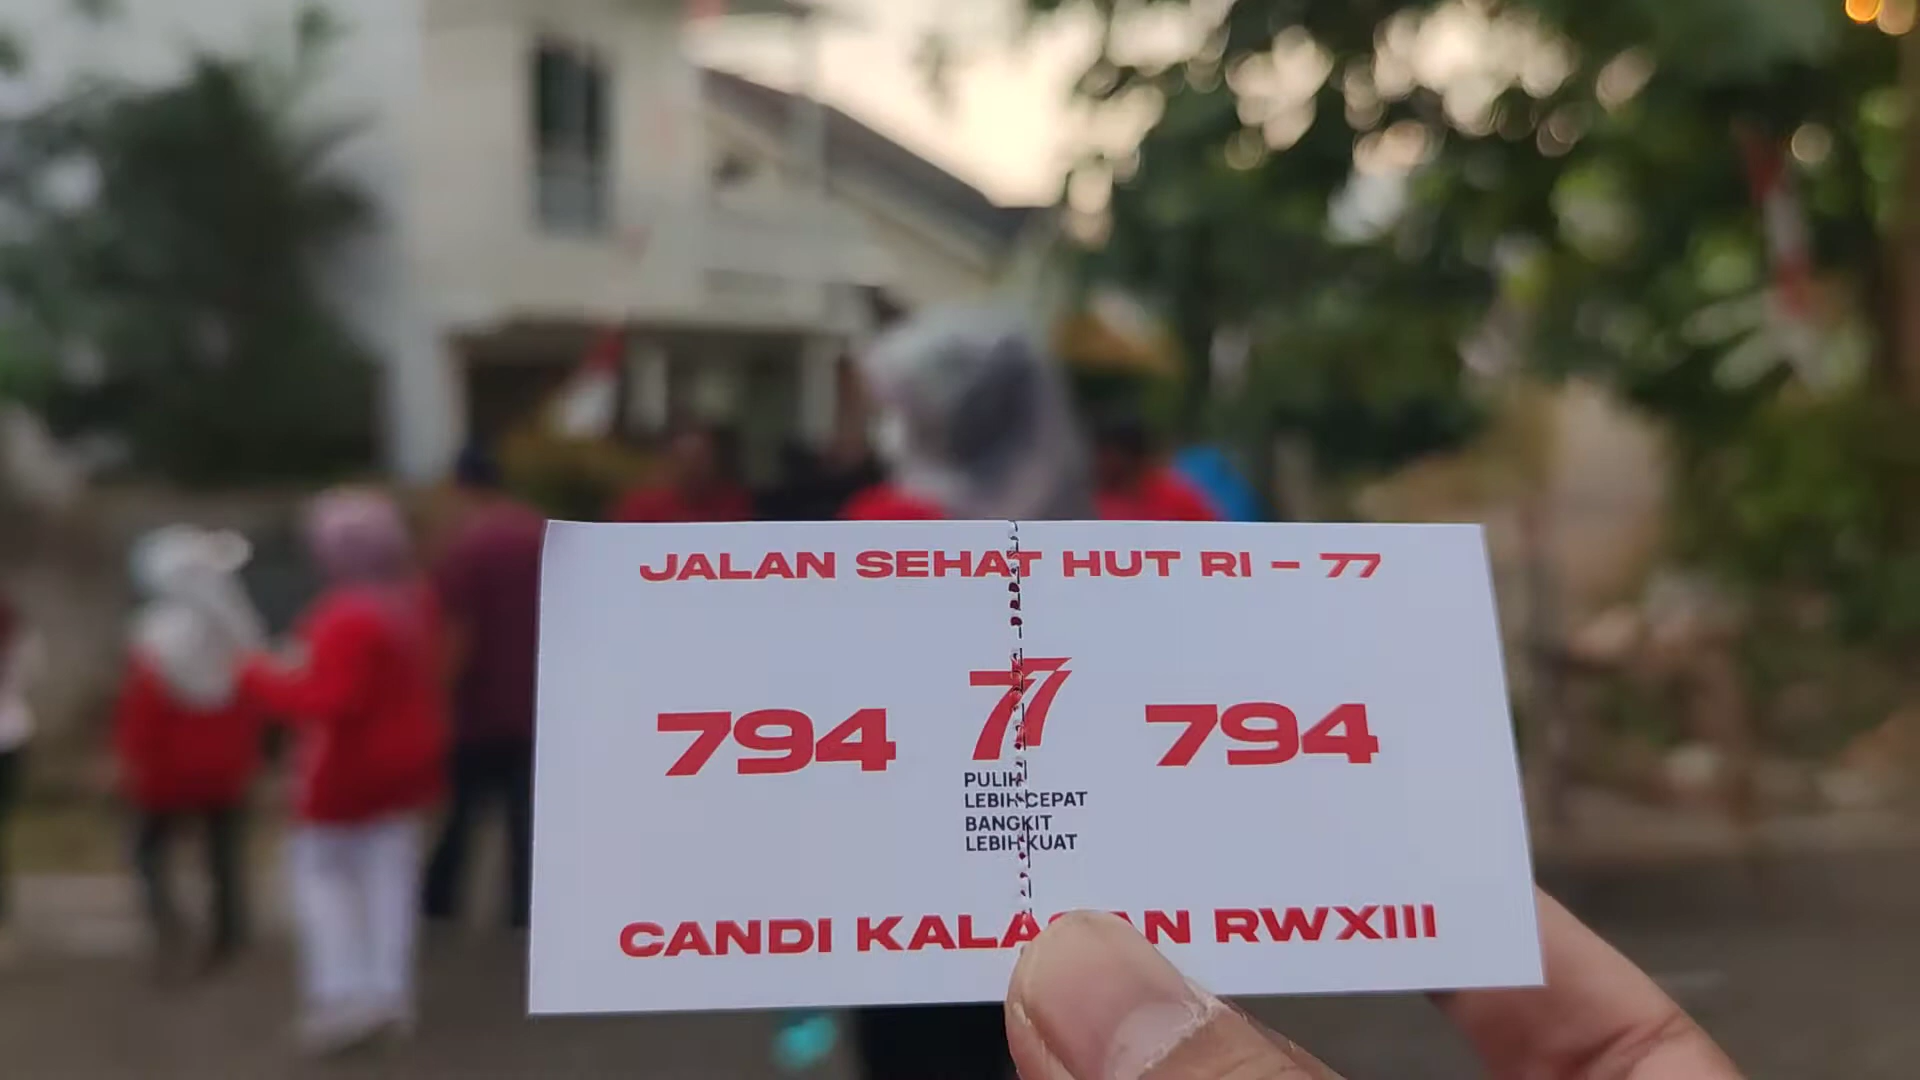 JALAN SEHAT HUT RI - 77
794 77 794
PULIH
LEBIH CEPAT
BANGKIT
LEBIH KUAT
CANDI RWXIII